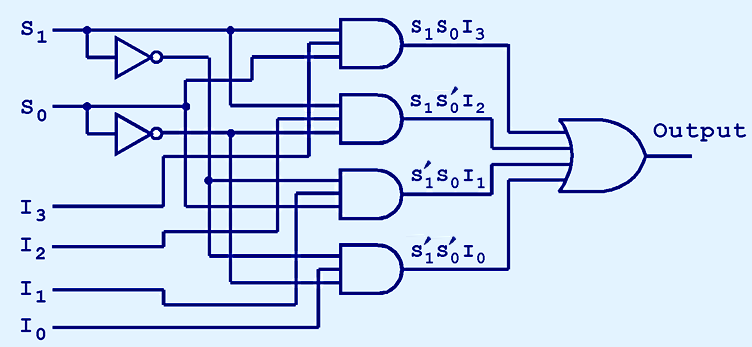 S₁
S₁S₀I₃
S₀
S₁S₀′I₂
Output
S₁′S₀I₁
I₃
I₂
S₁′S₀′I₀
I₁
I₀